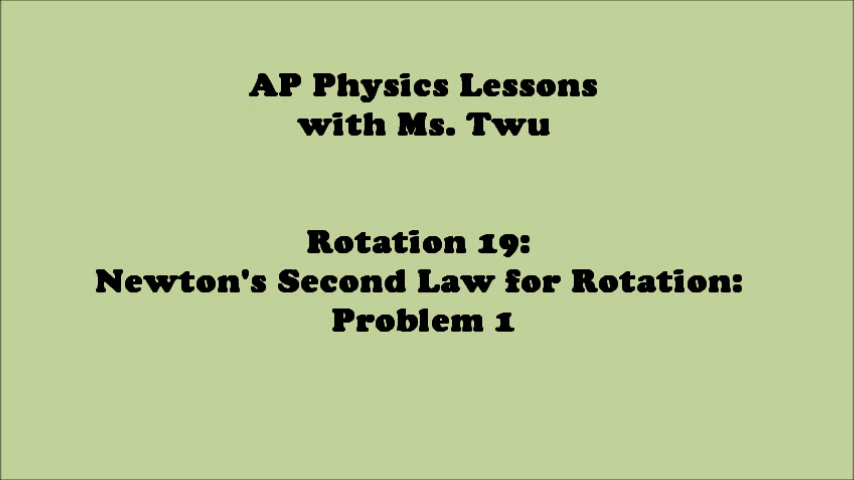 AP Physics Lessons
with Ms. Twu
Rotation 19:
Newton's Second Law for Rotation:
Problem 1